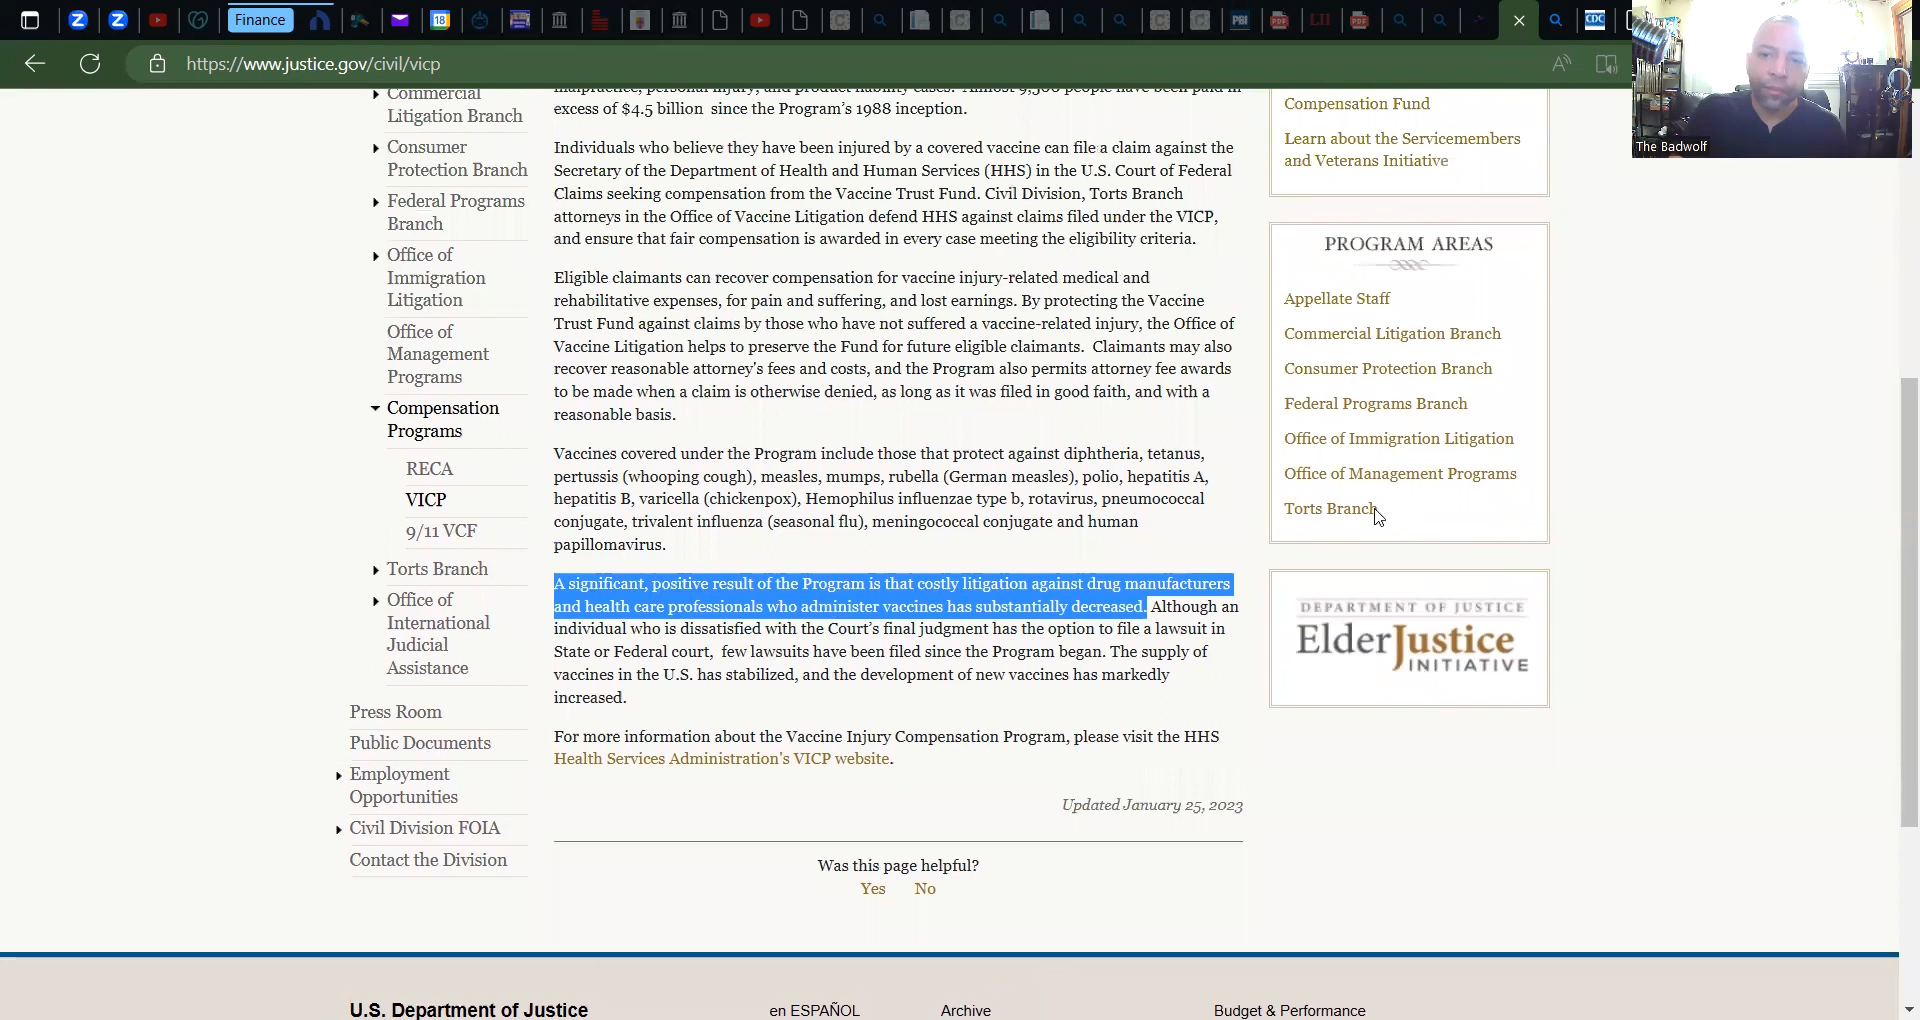 Finance
18
PBI
LII
PDF
PDF
CDC
https://www.justice.gov/civil/vicp
The Badwolf
Commercial
Litigation Branch
Consumer
Protection Branch
Federal Programs
Branch
Office of
Immigration
Litigation
Office of
Management
Programs
Compensation
Programs
RECA
VICP
9/11 VCF
Torts Branch
Office of
International
Judicial
Assistance
Press Room
Public Documents
Employment
Opportunities
Civil Division FOIA
Contact the Division
malpractice, personal injury, and product liability cases. Almost 9,500 people have been paid in
excess of $4.5 billion  since the Program's 1988 inception.
Individuals who believe they have been injured by a covered vaccine can file a claim against the
Secretary of the Department of Health and Human Services (HHS) in the U.S. Court of Federal
Claims seeking compensation from the Vaccine Trust Fund. Civil Division, Torts Branch
attorneys in the Office of Vaccine Litigation defend HHS against claims filed under the VICP,
and ensure that fair compensation is awarded in every case meeting the eligibility criteria.
Eligible claimants can recover compensation for vaccine injury-related medical and
rehabilitative expenses, for pain and suffering, and lost earnings. By protecting the Vaccine
Trust Fund against claims by those who have not suffered a vaccine-related injury, the Office of
Vaccine Litigation helps to preserve the Fund for future eligible claimants.  Claimants may also
recover reasonable attorney's fees and costs, and the Program also permits attorney fee awards
to be made when a claim is otherwise denied, as long as it was filed in good faith, and with a
reasonable basis.
Vaccines covered under the Program include those that protect against diphtheria, tetanus,
pertussis (whooping cough), measles, mumps, rubella (German measles), polio, hepatitis A,
hepatitis B, varicella (chickenpox), Hemophilus influenzae type b, rotavirus, pneumococcal
conjugate, trivalent influenza (seasonal flu), meningococcal conjugate and human
papillomavirus.
A significant, positive result of the Program is that costly litigation against drug manufacturers
and health care professionals who administer vaccines has substantially decreased. Although an
individual who is dissatisfied with the Court's final judgment has the option to file a lawsuit in
State or Federal court,  few lawsuits have been filed since the Program began. The supply of
vaccines in the U.S. has stabilized, and the development of new vaccines has markedly
increased.
For more information about the Vaccine Injury Compensation Program, please visit the HHS
Health Services Administration's VICP website.
Updated January 25, 2023
Was this page helpful?
Yes No
Compensation Fund
Learn about the Servicemembers
and Veterans Initiative
PROGRAM AREAS
Appellate Staff
Commercial Litigation Branch
Consumer Protection Branch
Federal Programs Branch
Office of Immigration Litigation
Office of Management Programs
Torts Branch
DEPARTMENT OF JUSTICE
ElderJustice
INITIATIVE
U.S. Department of Justice
en ESPAÑOL
Archive
Budget & Performance